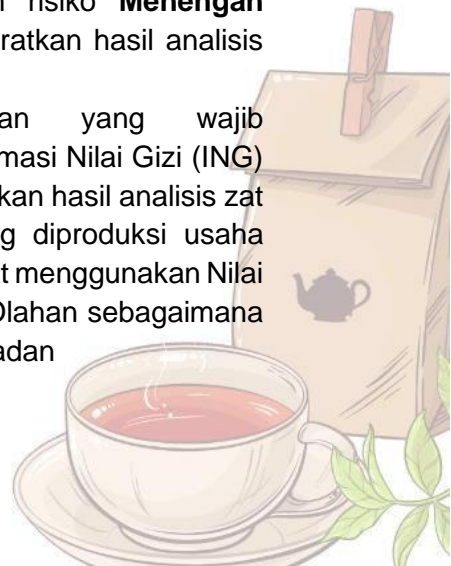 risiko Menengah
ratkan hasil analisis
an yang wajib
masi Nilai Gizi (ING)
kan hasil analisis zat
g diproduksi usaha
t menggunakan Nilai
Olahan sebagaimana
adan